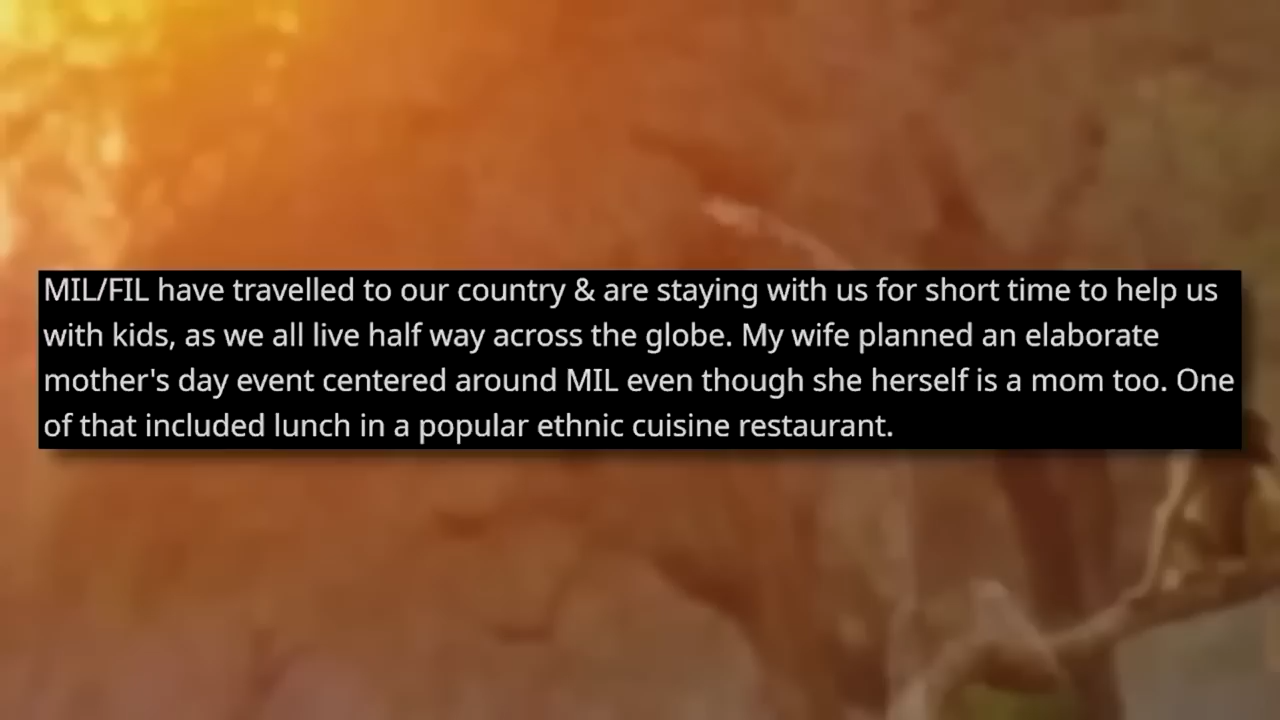 MIL/FIL have travelled to our country & are staying with us for short time to help us
with kids, as we all live half way across the globe. My wife planned an elaborate
mother's day event centered around MIL even though she herself is a mom too. One
of that included lunch in a popular ethnic cuisine restaurant.